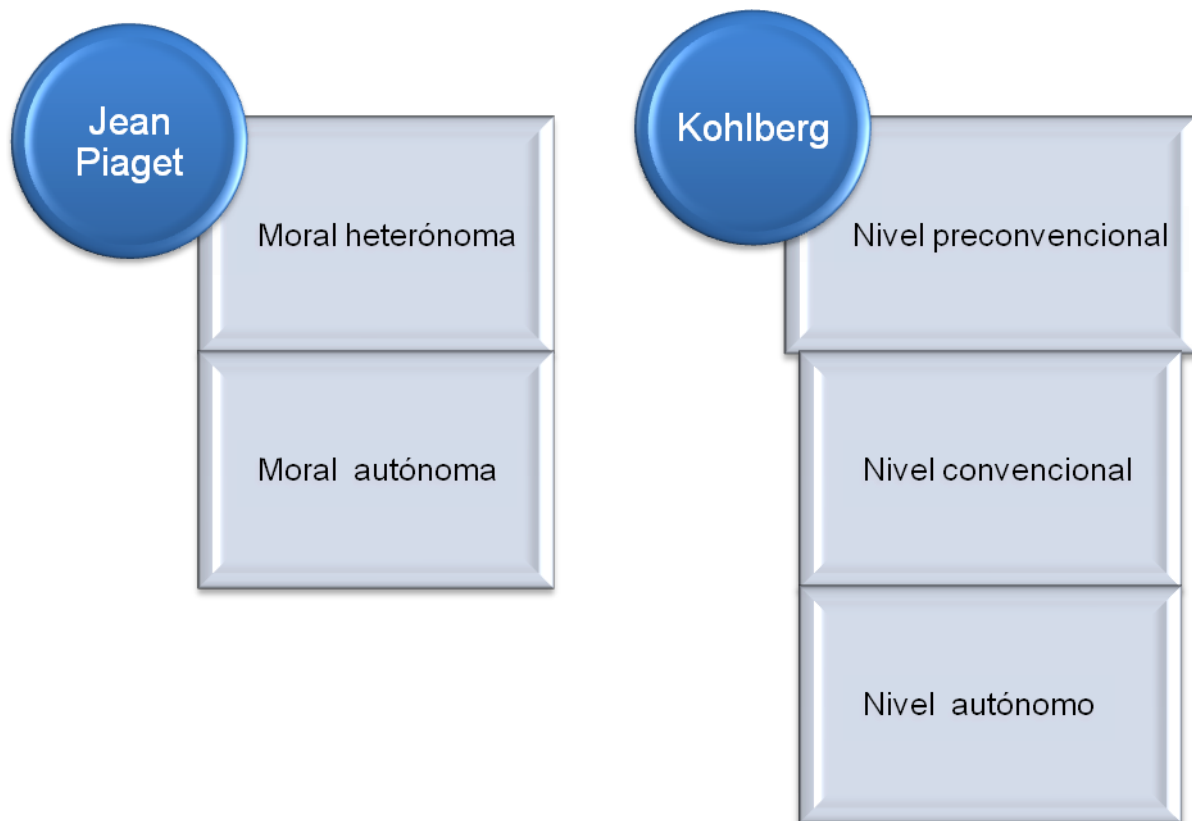 Jean
Piaget
Moral heterónoma
Moral autónoma
Kohlberg
Nivel preconvencional
Nivel convencional
Nivel autónomo